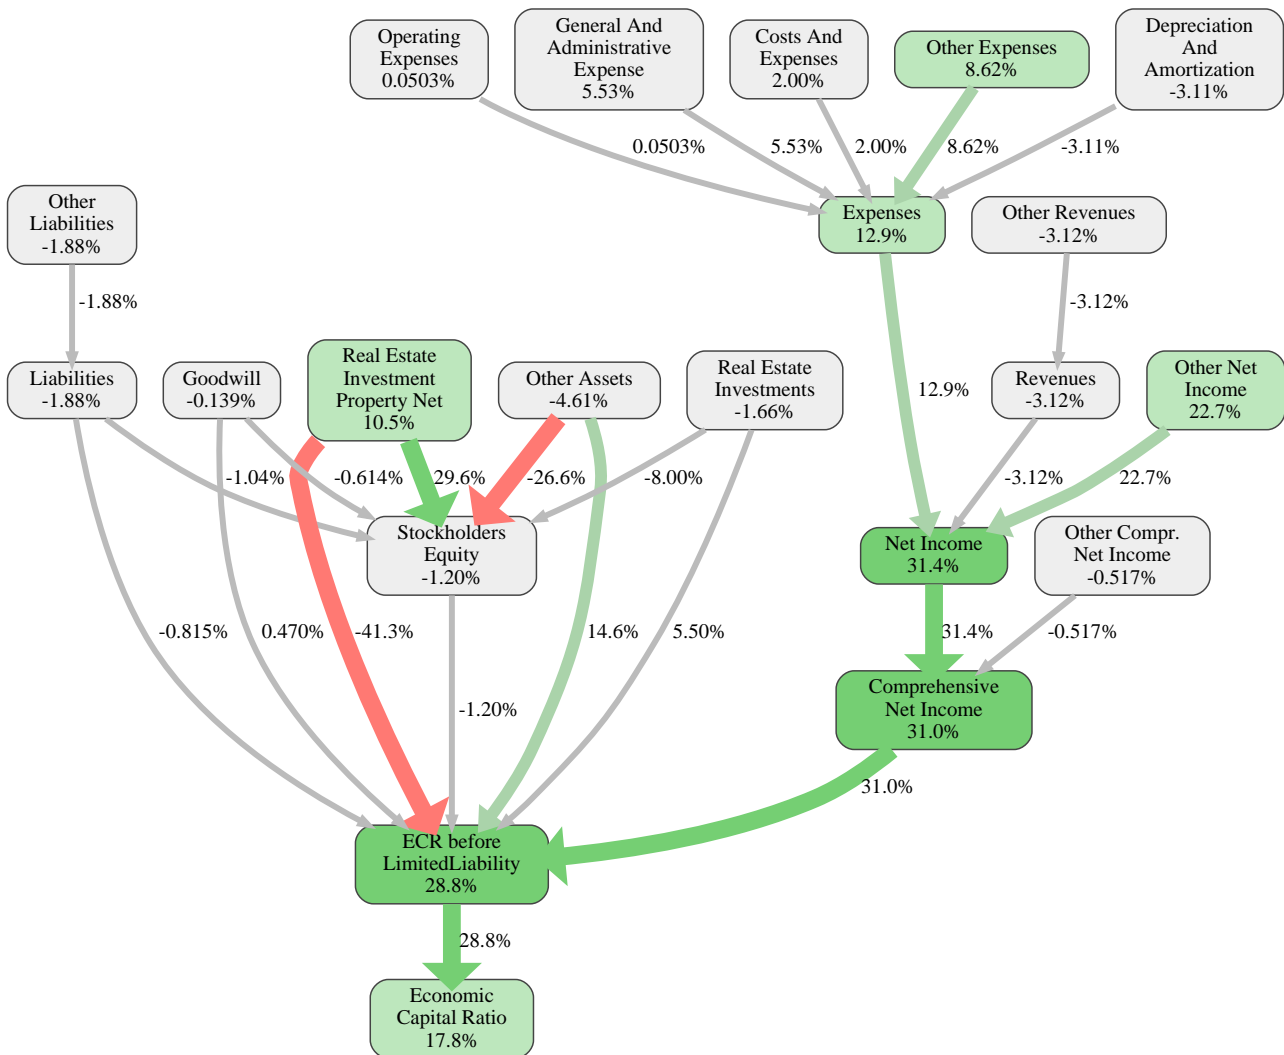 Operating
Expenses
0.0503%
General And
Administrative
Expense
5.53%
Costs And
Expenses
2.00%
Other Expenses
8.62%
Depreciation
And
Amortization
-3.11%
0.0503%
5.53%
2.00%
8.62%
-3.11%
Other
Liabilities
-1.88%
Expenses
12.9%
Other Revenues
-3.12%
-1.88%
-3.12%
Liabilities
-1.88%
Goodwill
-0.139%
Real Estate
Investment
Property Net
10.5%
Other Assets
-4.61%
Real Estate
Investments
-1.66%
12.9%
Revenues
-3.12%
Other Net
Income
22.7%
-1.04%
-0.614%
29.6%
-26.6%
-8.00%
-3.12%
22.7%
Stockholders
Equity
-1.20%
Net Income
31.4%
Other Compr.
Net Income
-0.517%
-0.815%
0.470%
-41.3%
14.6%
5.50%
31.4%
-0.517%
-1.20%
Comprehensive
Net Income
31.0%
31.0%
ECR before
LimitedLiability
28.8%
28.8%
Economic
Capital Ratio
17.8%